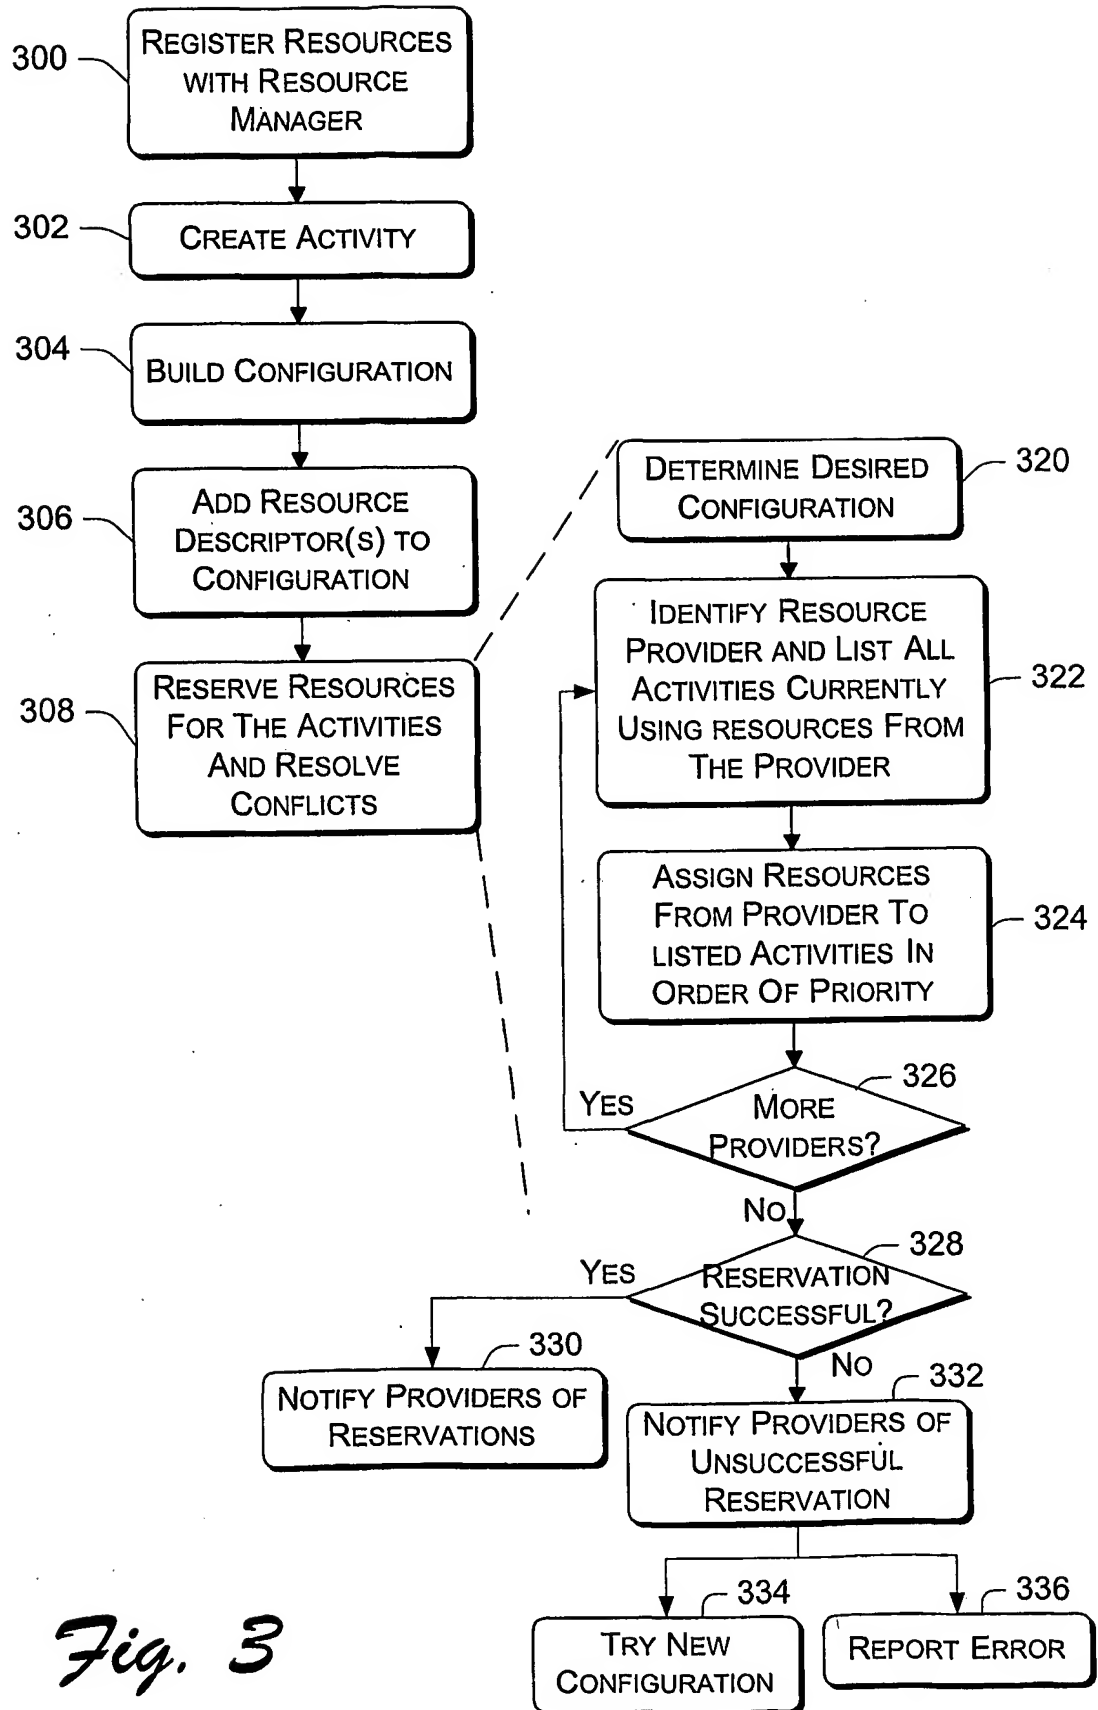 300
REGISTER RESOURCES
WITH RESOURCE
MANAGER
302
CREATE ACTIVITY
304
BUILD CONFIGURATION
306
ADD RESOURCE
DESCRIPTOR(S) TO
CONFIGURATION
308
RESERVE RESOURCES
FOR THE ACTIVITIES
AND RESOLVE
CONFLICTS
DETERMINE DESIRED
CONFIGURATION
320
IDENTIFY RESOURCE
PROVIDER AND LIST ALL
ACTIVITIES CURRENTLY
USING RESOURCES FROM
THE PROVIDER
322
ASSIGN RESOURCES
FROM PROVIDER TO
LISTED ACTIVITIES IN
ORDER OF PRIORITY
324
326
YES
MORE
PROVIDERS?
NO
328
YES
RESERVATION
SUCCESSFUL?
NO
330
NOTIFY PROVIDERS OF
RESERVATIONS
332
NOTIFY PROVIDERS OF
UNSUCCESSFUL
RESERVATION
334
TRY NEW
CONFIGURATION
336
REPORT ERROR
Fig. 3